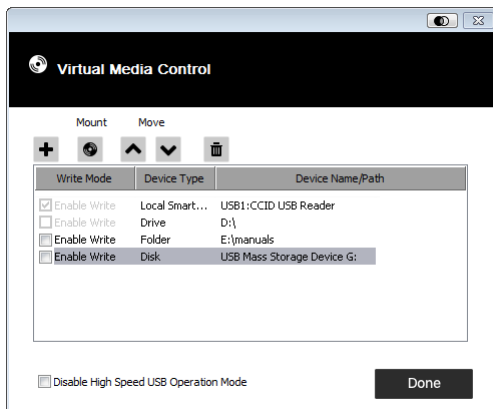 Virtual Media Control
Mount Move
Write Mode Device Type Device Name/Path
Enable Write Local Smart... USB1:CCID USB Reader
Enable Write Drive D:\
Enable Write Folder E:\manuals
Enable Write Disk USB Mass Storage Device G:
Disable High Speed USB Operation Mode Done